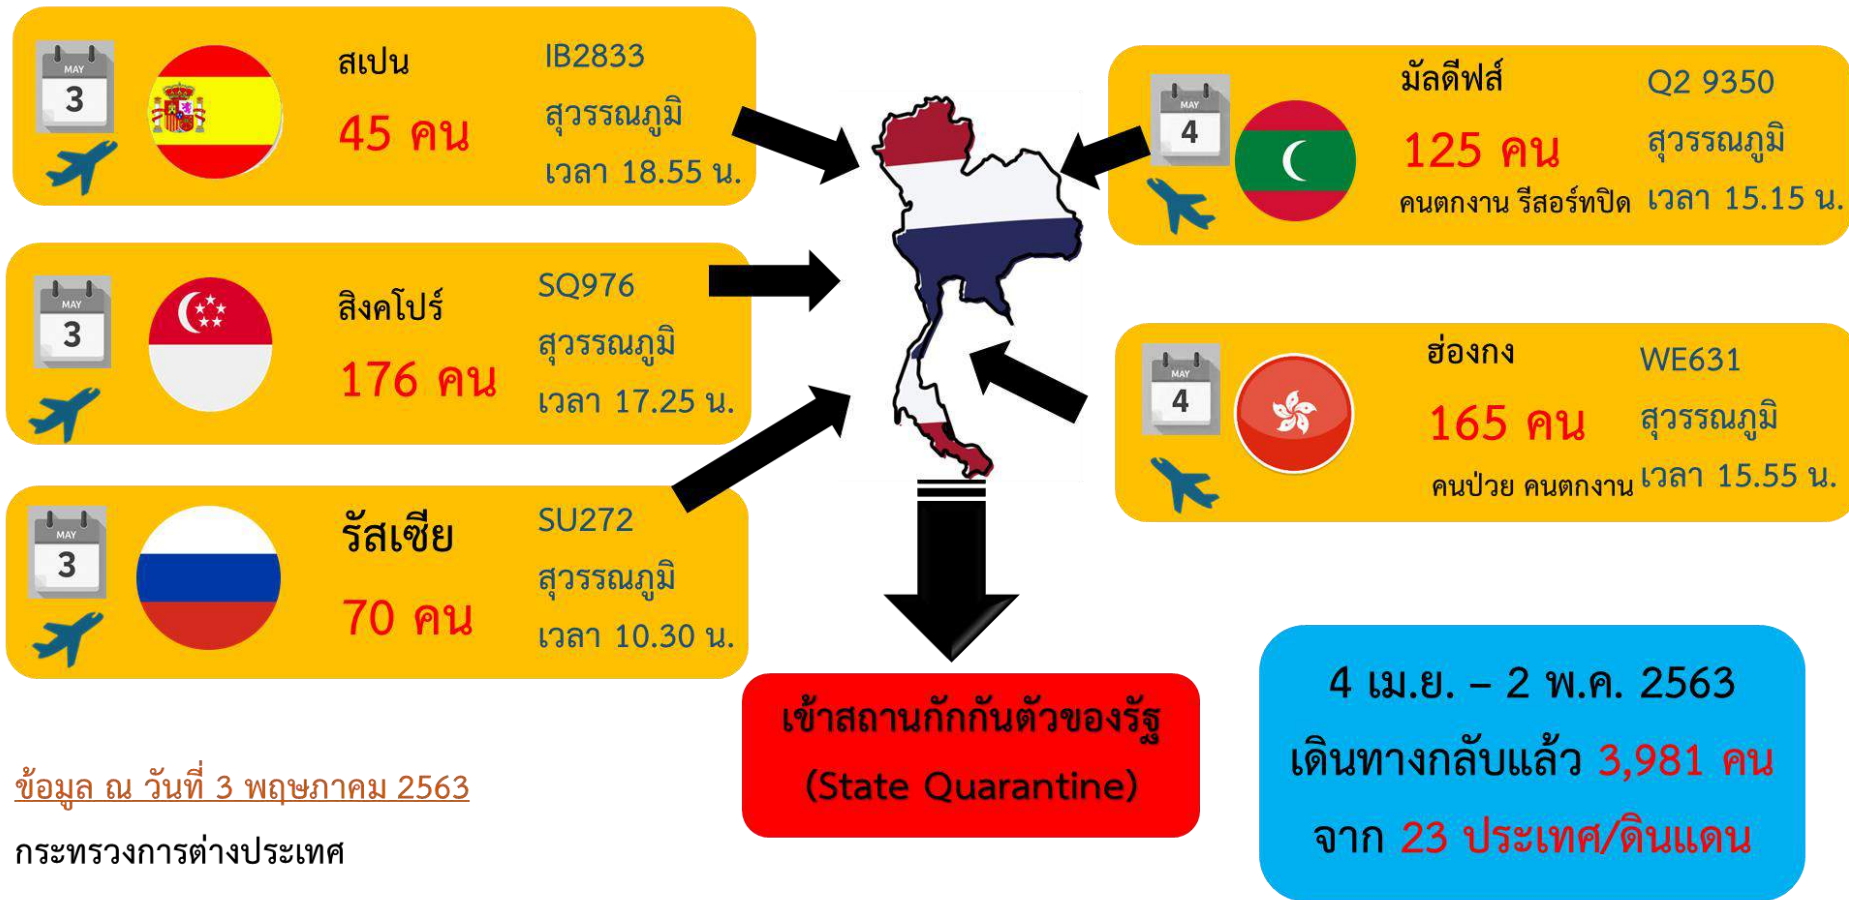 MAY
3
สเปน
45 คน
IB2833
สุวรรณภูมิ
เวลา 18.55 น.
MAY
3
สิงคโปร์
176 คน
SQ976
สุวรรณภูมิ
เวลา 17.25 น.
MAY
3
รัสเซีย
70 คน
SU272
สุวรรณภูมิ
เวลา 10.30 น.
MAY
4
มัลดีฟส์
125 คน
คนตกงาน รีสอร์ทปิด
Q2 9350
สุวรรณภูมิ
เวลา 15.15 น.
MAY
4
ฮ่องกง
165 คน
คนป่วย คนตกงาน
WE631
สุวรรณภูมิ
เวลา 15.55 น.
เข้าสถานกักกันตัวของรัฐ
(State Quarantine)
4 เม.ย. – 2 พ.ค. 2563
เดินทางกลับแล้ว 3,981 คน
จาก 23 ประเทศ/ดินแดน
ข้อมูล ณ วันที่ 3 พฤษภาคม 2563
กระทรวงการต่างประเทศ